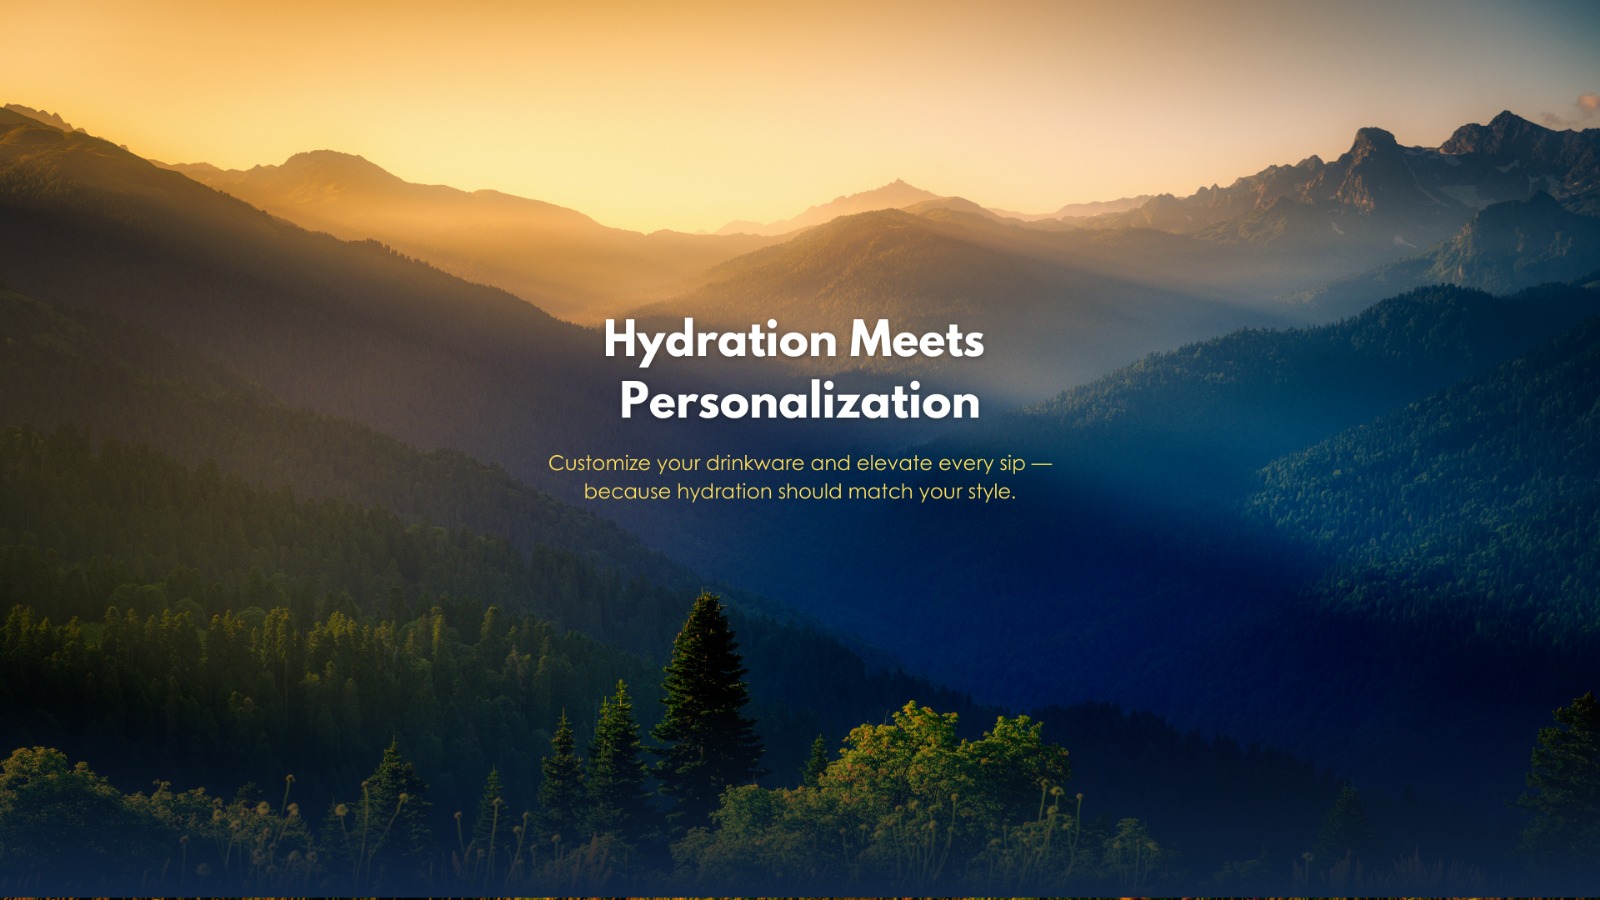 Hydration Meets
Personalization
Customize your drinkware and elevate every sip —
because hydration should match your style.